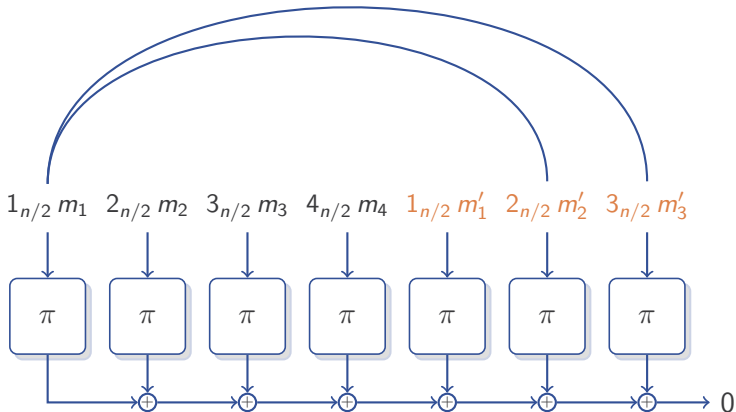 1_{n/2} m_1 2_{n/2} m_2 3_{n/2} m_3 4_{n/2} m_4 1_{n/2} m'_1 2_{n/2} m'_2 3_{n/2} m'_3
π π π π π π π
0